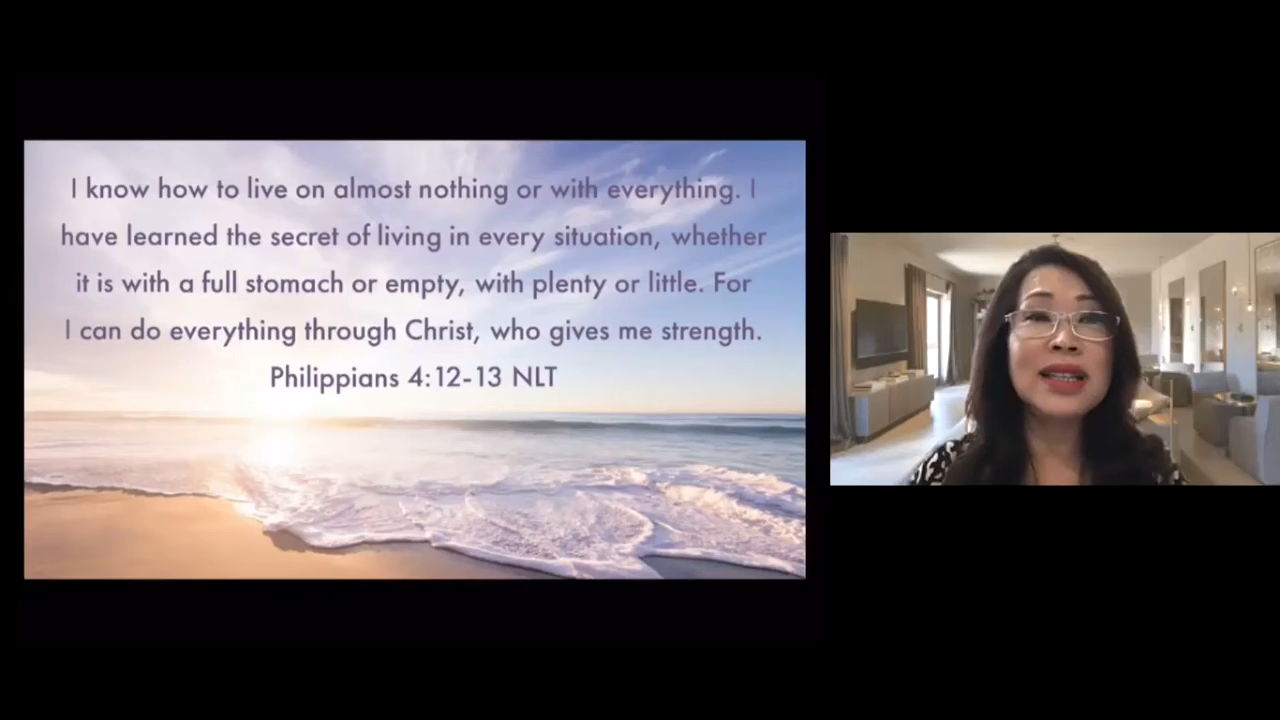 I know how to live on almost nothing or with everything. I
have learned the secret of living in every situation, whether
it is with a full stomach or empty, with plenty or little. For
I can do everything through Christ, who gives me strength.
Philippians 4:12-13 NLT